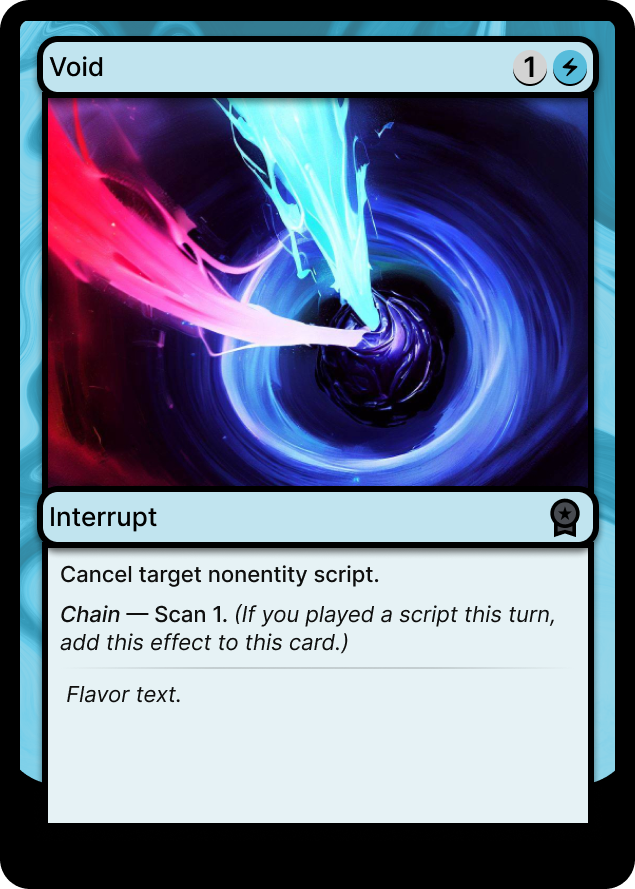 Void 1
Interrupt
Cancel target nonentity script.
Chain — Scan 1. (If you played a script this turn,
add this effect to this card.)
Flavor text.